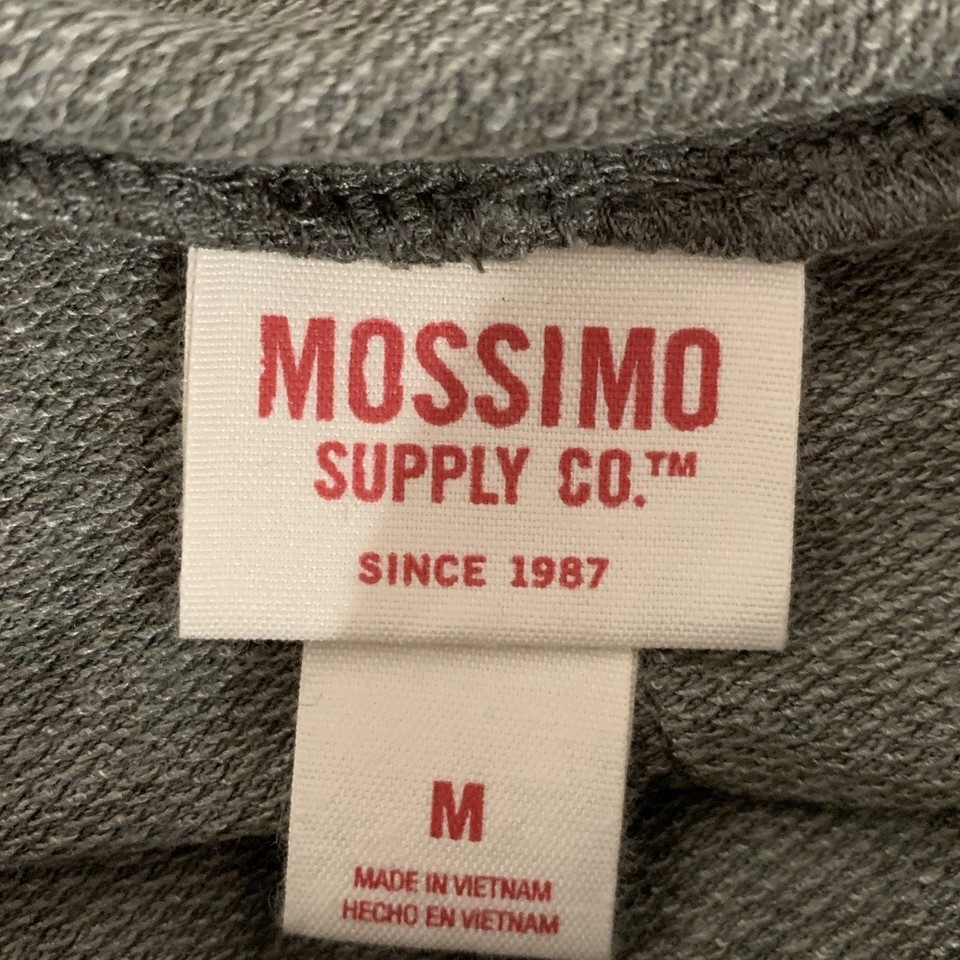 MOSSIMO
SUPPLY CO.™
SINCE 1987
M
MADE IN VIETNAM
HECHO EN VIETNAM